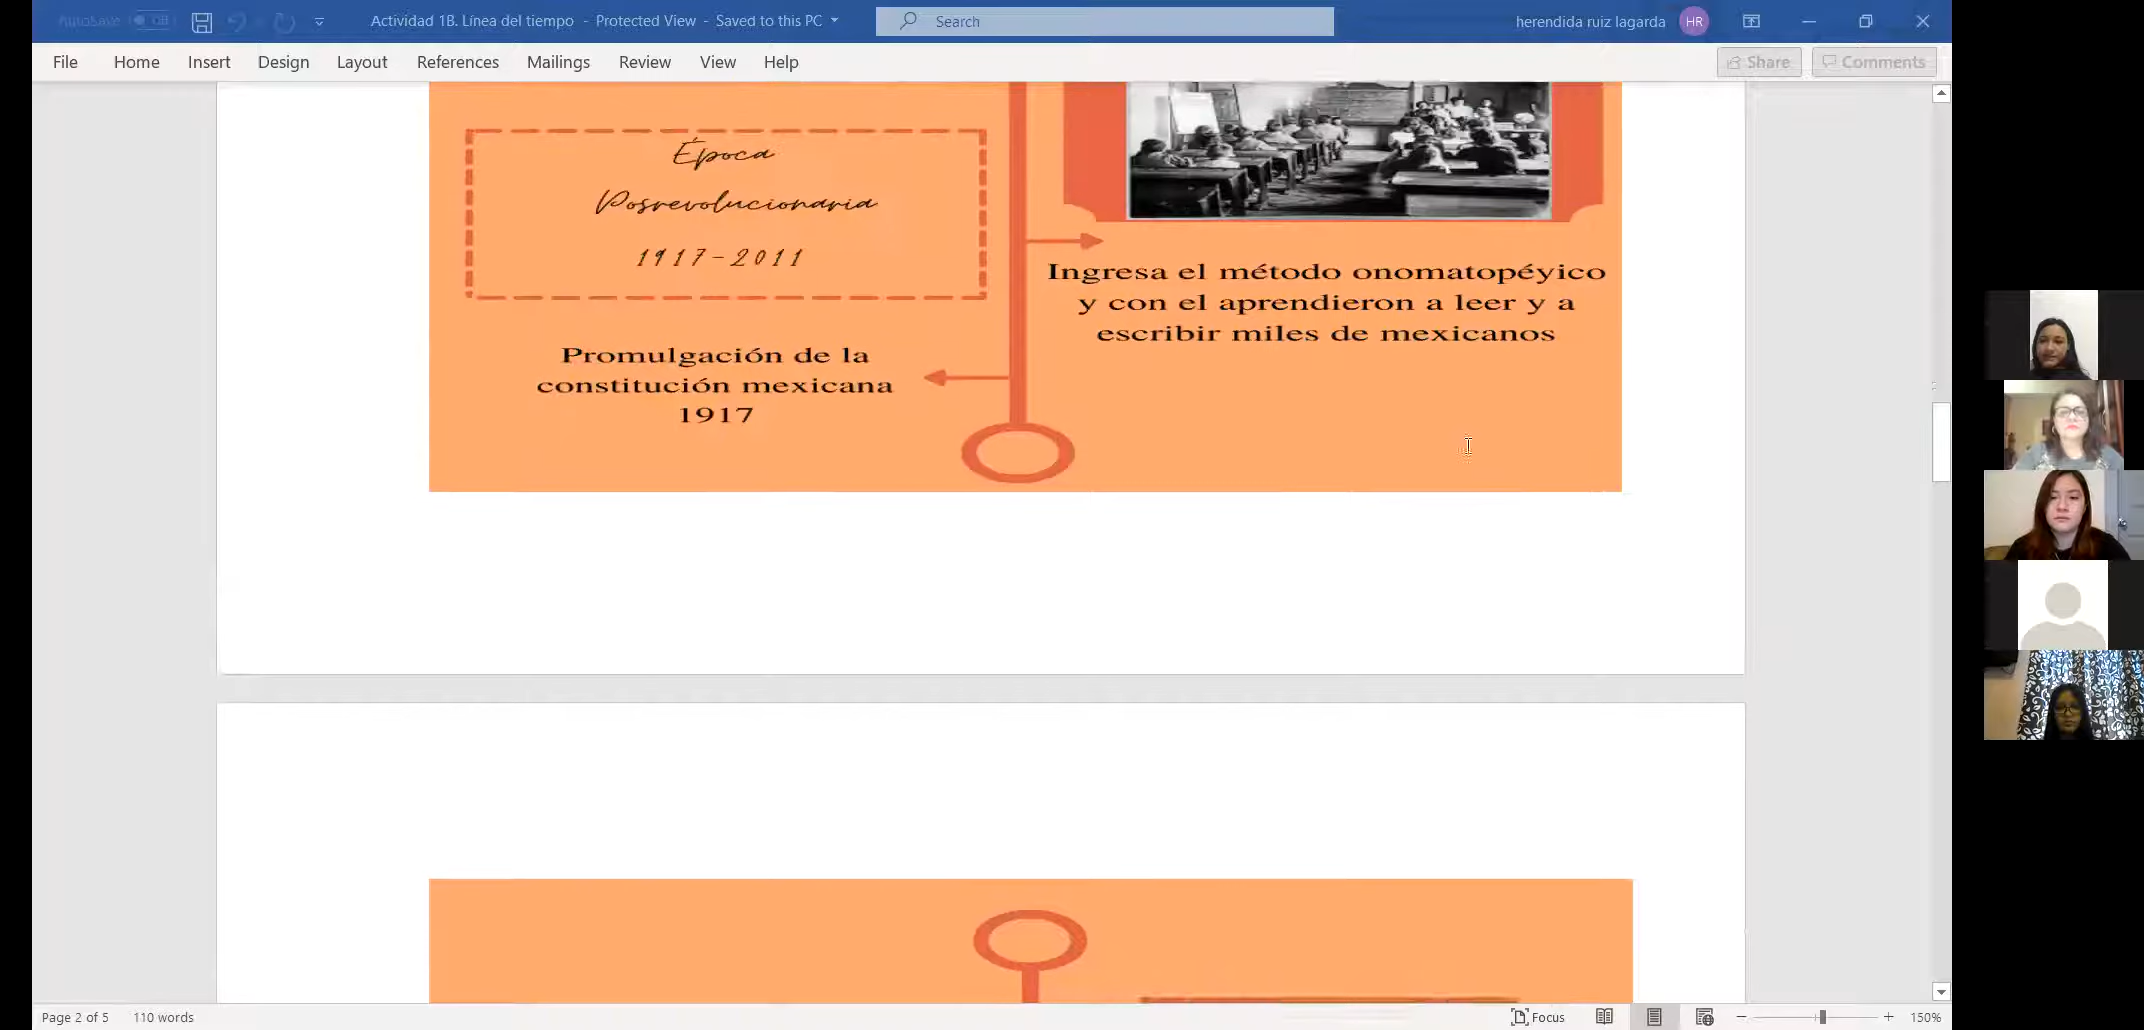 AutoSave Off
Actividad 1B. Línea del tiempo - Protected View - Saved to this PC
Search
herendida ruiz lagarda
HR
File Home Insert Design Layout References Mailings Review View Help
Share
Comments
Época
Posrevolucionaria
1917-2011
Ingresa el método onomatopéyico
y con el aprendieron a leer y a
escribir miles de mexicanos
Promulgación de la
constitución mexicana
1917
Page 2 of 5 110 words
Focus
150%